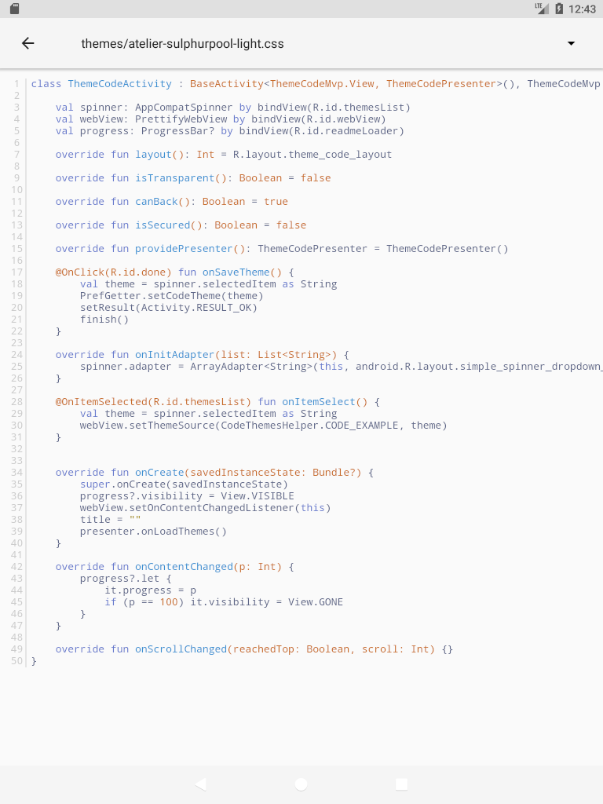 LTE 12:43
themes/atelier-sulphurpool-light.css
1 class ThemeCodeActivity : BaseActivity<ThemeCodeMvp.View, ThemeCodePresenter>(), ThemeCodeMvp
2
3     val spinner: AppCompatSpinner by bindView(R.id.themesList)
4     val webView: PrettifyWebView by bindView(R.id.webView)
5     val progress: ProgressBar? by bindView(R.id.readmeLoader)
6
7     override fun layout(): Int = R.layout.theme_code_layout
8
9     override fun isTransparent(): Boolean = false
10
11     override fun canBack(): Boolean = true
12
13     override fun isSecured(): Boolean = false
14
15     override fun providePresenter(): ThemeCodePresenter = ThemeCodePresenter()
16
17     @OnClick(R.id.done) fun onSaveTheme() {
18         val theme = spinner.selectedItem as String
19         PrefGetter.setCodeTheme(theme)
20         setResult(Activity.RESULT_OK)
21         finish()
22     }
23
24     override fun onInitAdapter(list: List<String>) {
25         spinner.adapter = ArrayAdapter<String>(this, android.R.layout.simple_spinner_dropdown_
26     }
27
28     @OnItemSelected(R.id.themesList) fun onItemSelect() {
29         val theme = spinner.selectedItem as String
30         webView.setThemeSource(CodeThemesHelper.CODE_EXAMPLE, theme)
31     }
32
33
34     override fun onCreate(savedInstanceState: Bundle?) {
35         super.onCreate(savedInstanceState)
36         progress?.visibility = View.VISIBLE
37         webView.setOnContentChangedListener(this)
38         title = ""
39         presenter.onLoadThemes()
40     }
41
42     override fun onContentChanged(p: Int) {
43         progress?.let {
44             it.progress = p
45             if (p == 100) it.visibility = View.GONE
46         }
47     }
48
49     override fun onScrollChanged(reachedTop: Boolean, scroll: Int) {}
50 }